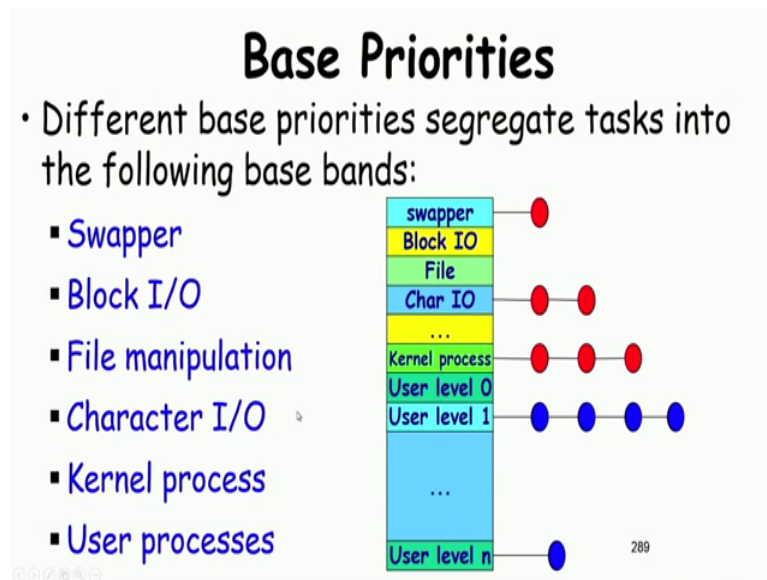 Base Priorities
• Different base priorities segregate tasks into
the following base bands:
▪ Swapper
▪ Block I/O
▪ File manipulation
▪ Character I/O
▪ Kernel process
▪ User processes
swapper
Block IO
File
Char IO
...
Kernel process
User level 0
User level 1
...
User level n
289